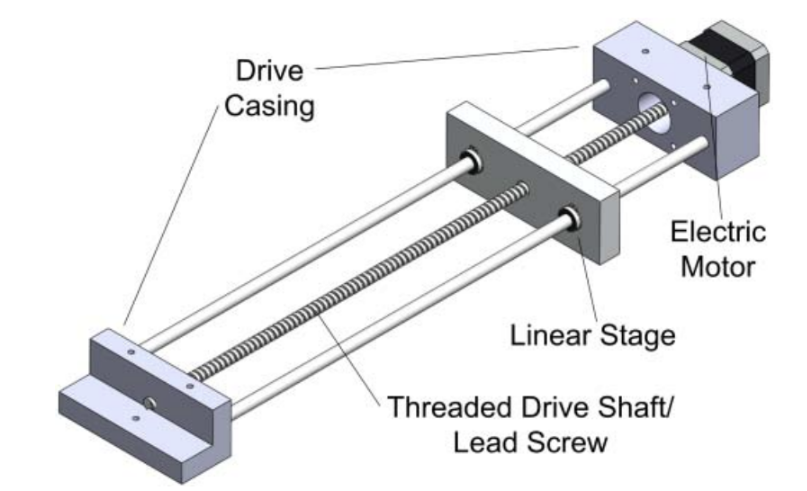 Drive
Casing
Electric
Motor
Linear Stage
Threaded Drive Shaft/
Lead Screw